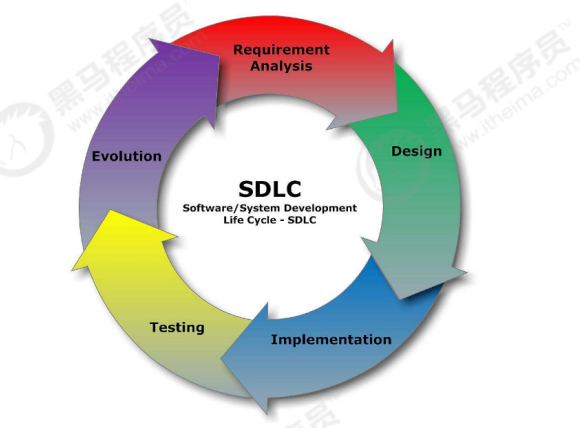 Requirement
Analysis
Design
Evolution
SDLC
Software/System Development
Life Cycle - SDLC
Testing
Implementation
黑马程序员
www.itheima.com
黑马程序员
www.itheima.com